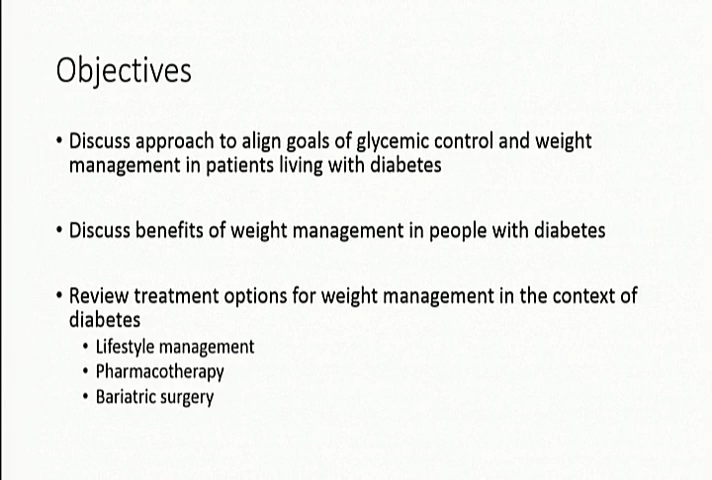 Objectives
• Discuss approach to align goals of glycemic control and weight
management in patients living with diabetes
• Discuss benefits of weight management in people with diabetes
• Review treatment options for weight management in the context of
diabetes
• Lifestyle management
• Pharmacotherapy
• Bariatric surgery